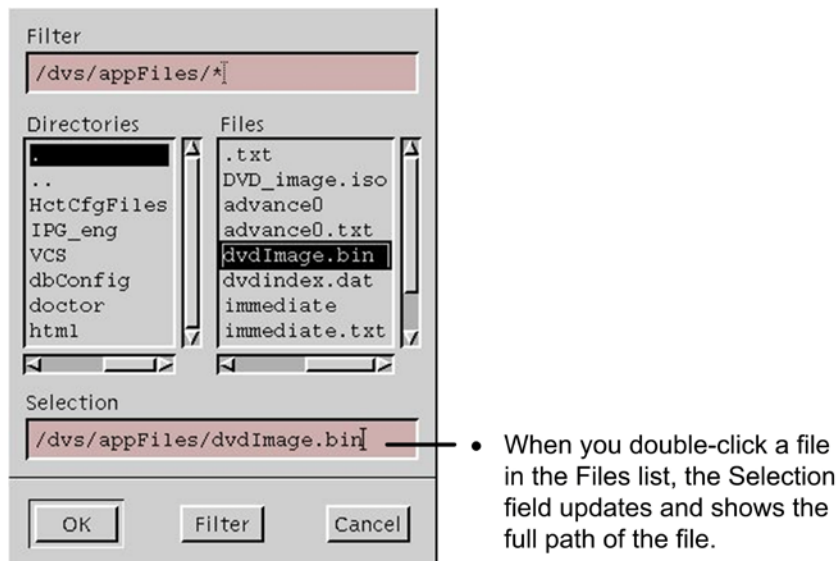 Filter
/dvs/appFiles/*
Directories
.
..
HctCfgFiles
IPG_eng
VCS
dbConfig
doctor
html
Files
.txt
DVD_image.iso
advance0
advance0.txt
dvdImage.bin
dvdindex.dat
immediate
immediate.txt
Selection
/dvs/appFiles/dvdImage.bin
OK
Filter
Cancel
• When you double-click a file
in the Files list, the Selection
field updates and shows the
full path of the file.